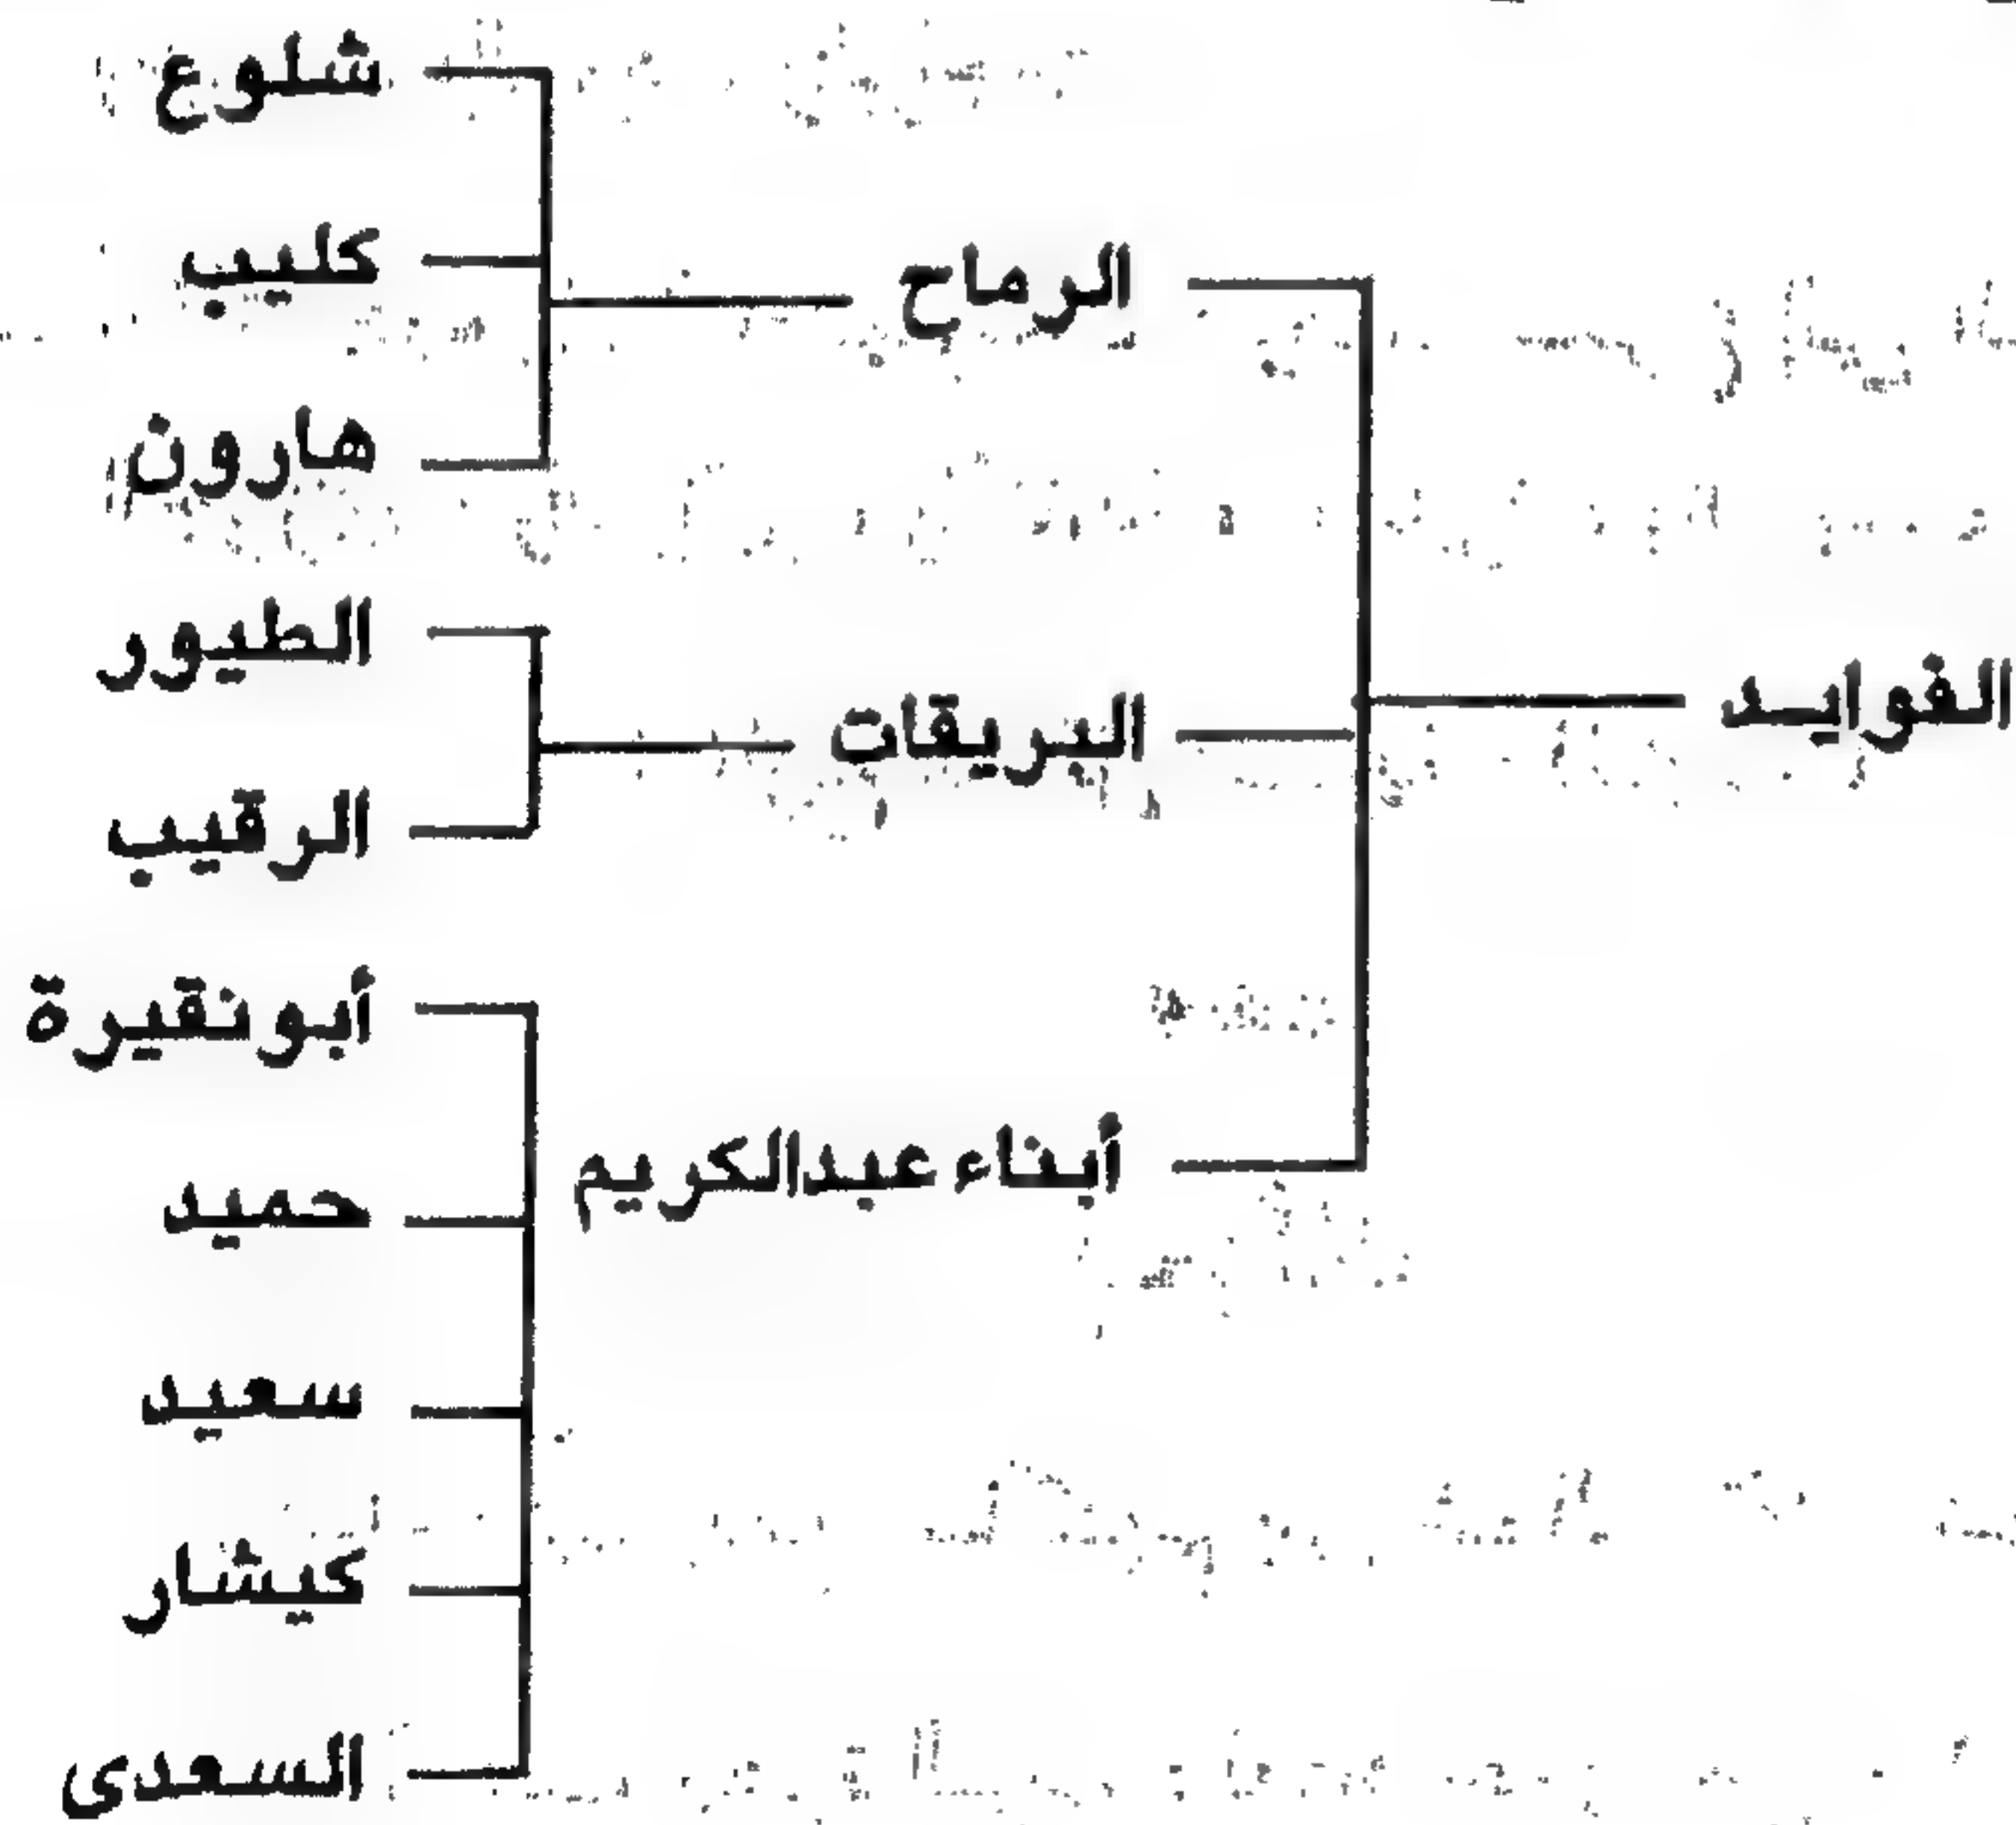 الفوايد
الرماح
شلوع
كليب
هارون
البريقات
الطيور
الرقيب
أبناء عبدالكريم
أبونقيرة
حميد
سعيد
كيشار
السعدى